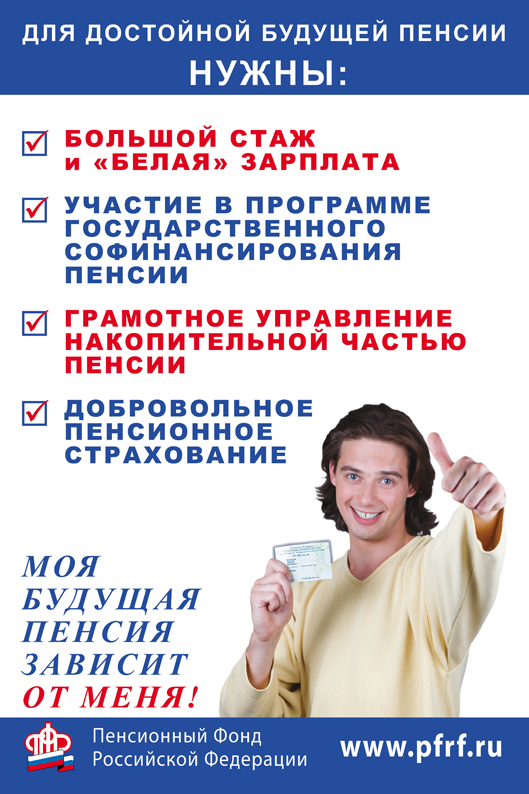 ДЛЯ ДОСТОЙНОЙ БУДУЩЕЙ ПЕНСИИ
НУЖНЫ:
БОЛЬШОЙ СТАЖ
и «БЕЛАЯ» ЗАРПЛАТА
УЧАСТИЕ В ПРОГРАММЕ
ГОСУДАРСТВЕННОГО
СОФИНАНСИРОВАНИЯ
ПЕНСИИ
ГРАМОТНОЕ УПРАВЛЕНИЕ
НАКОПИТЕЛЬНОЙ ЧАСТЬЮ
ПЕНСИИ
ДОБРОВОЛЬНОЕ
ПЕНСИОННОЕ
СТРАХОВАНИЕ
МОЯ
БУДУЩАЯ
ПЕНСИЯ
ЗАВИСИТ
ОТ МЕНЯ!
Пенсионный Фонд
Российской Федерации
www.pfrf.ru